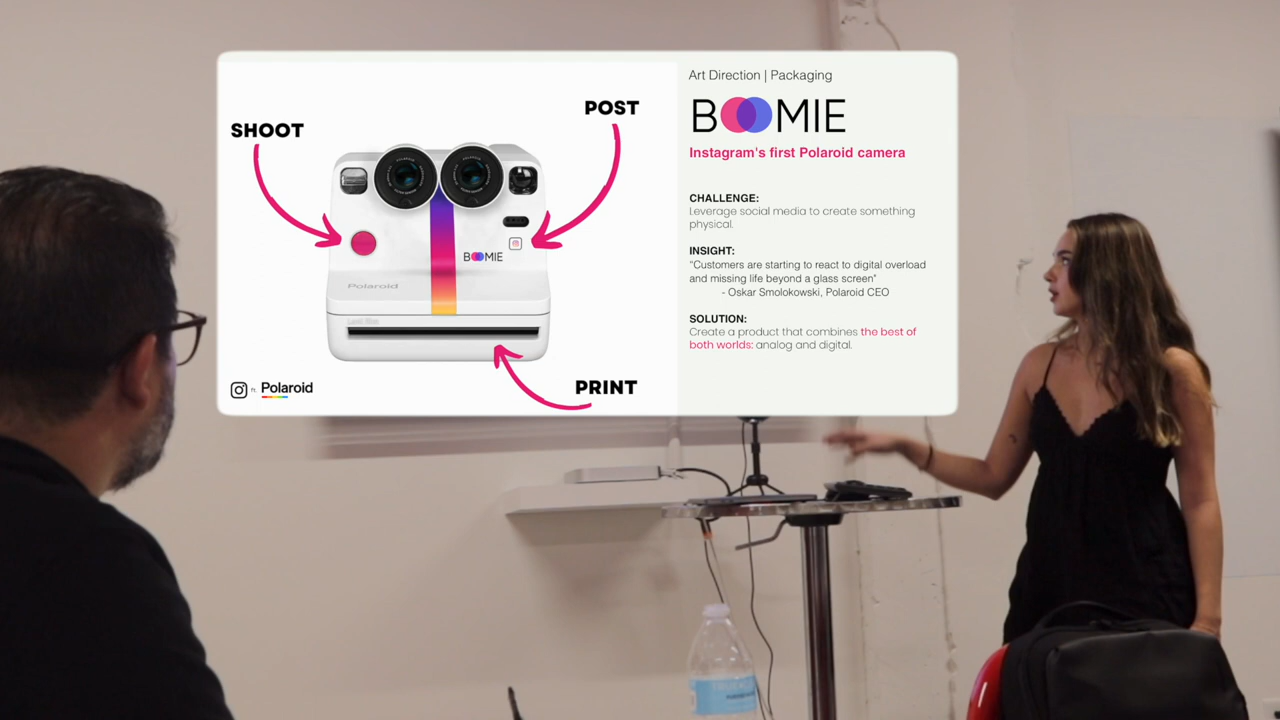 SHOOT
POST
BOOMIE
Polaroid
PRINT
ft.
Polaroid
Art Direction | Packaging
BOOMIE
Instagram's first Polaroid camera
CHALLENGE:
Leverage social media to create something
physical.
INSIGHT:
“Customers are starting to react to digital overload
and missing life beyond a glass screen”
- Oskar Smolokowski, Polaroid CEO
SOLUTION:
Create a product that combines the best of
both worlds: analog and digital.